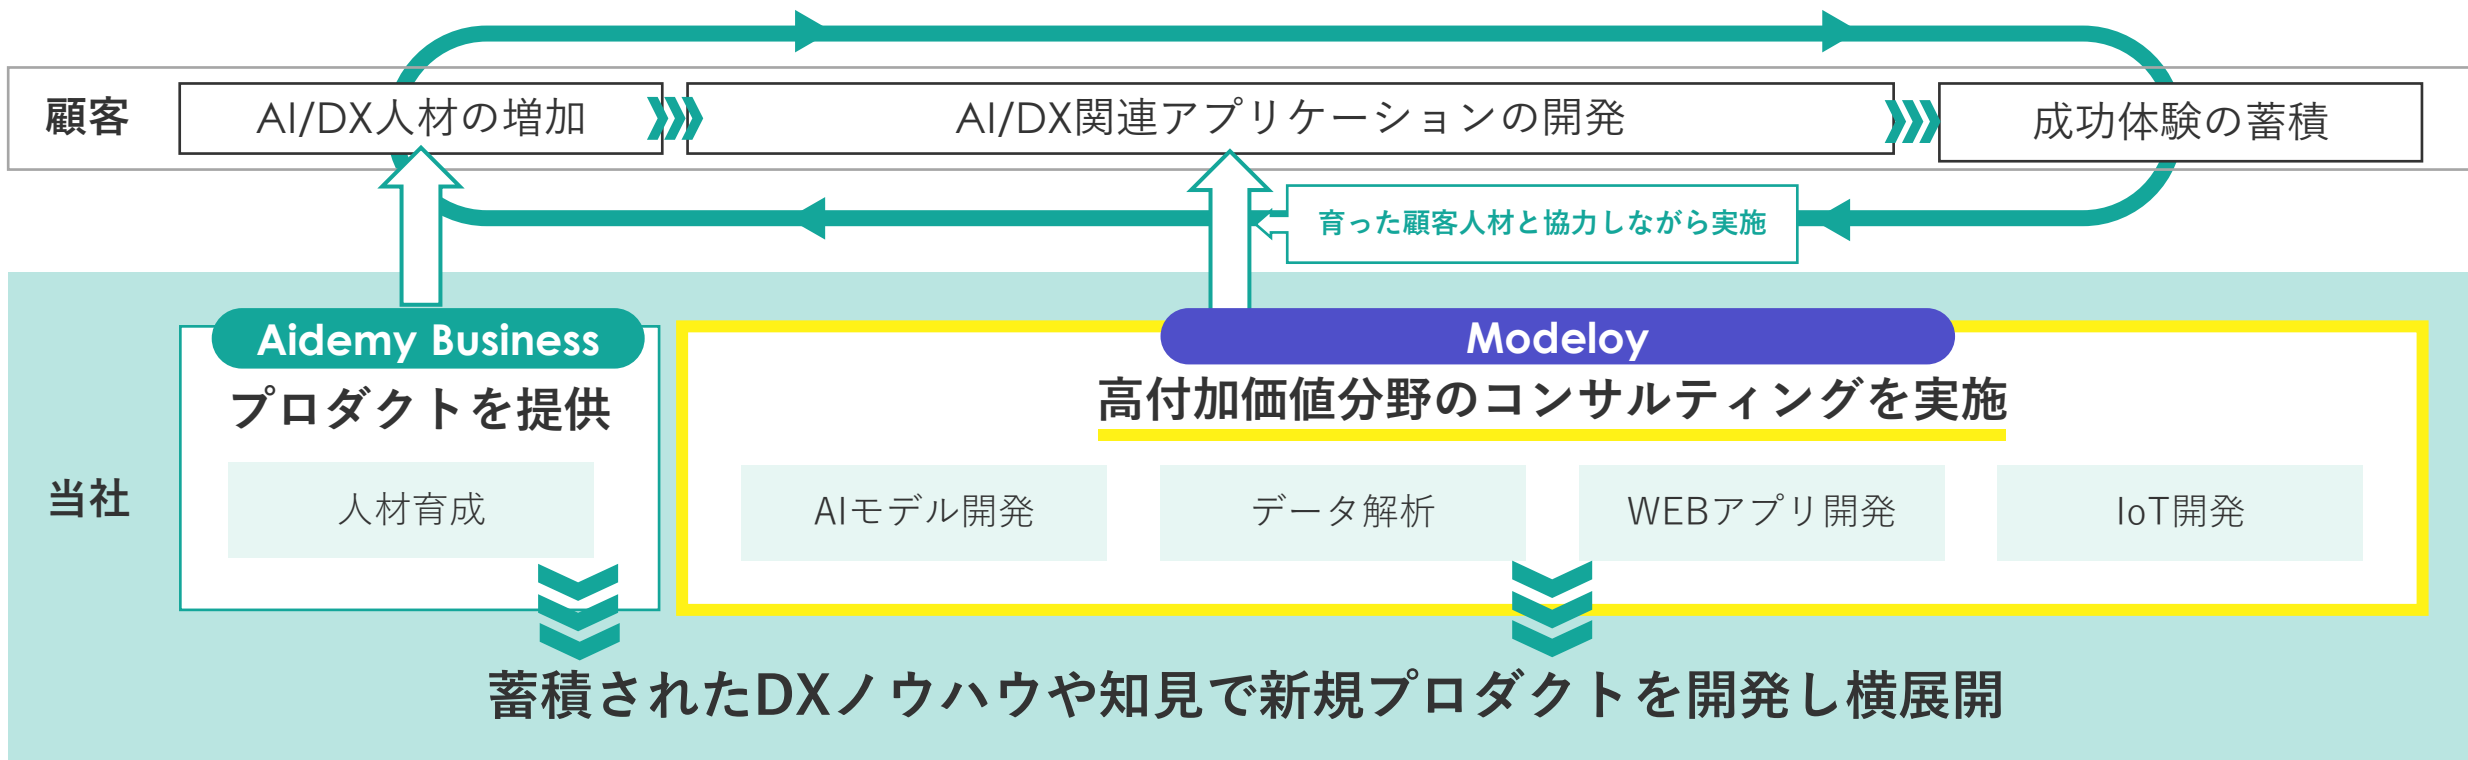 顧客
AI/DX人材の増加
AI/DX関連アプリケーションの開発
成功体験の蓄積
育った顧客人材と協力しながら実施
当社
Aidemy Business
プロダクトを提供
人材育成
Modeloy
高付加価値分野のコンサルティングを実施
AIモデル開発
データ解析
WEBアプリ開発
IoT開発
蓄積されたDXノウハウや知見で新規プロダクトを開発し横展開